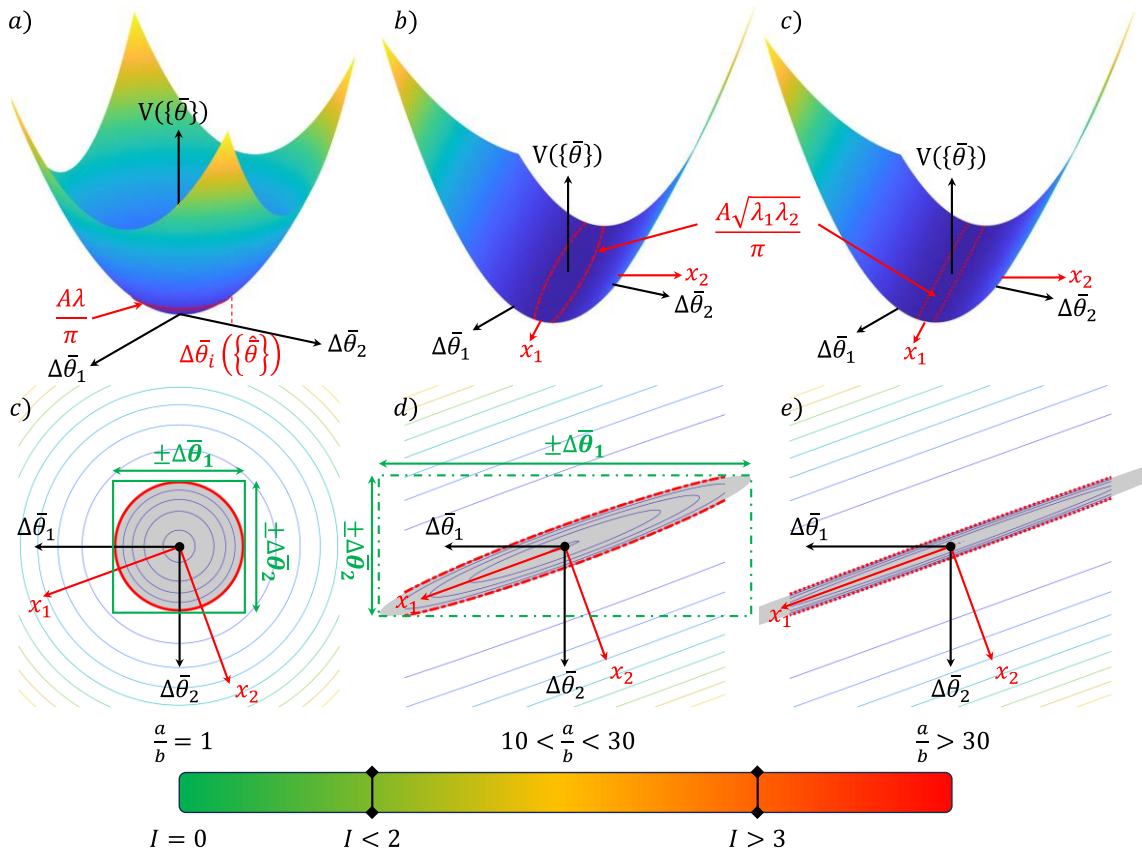 a)
b)
c)
V({θ̄})
V({θ̄})
V({θ̄})
Aλ/π
A√λ₁λ₂/π
x₂
x₂
Δθ̄₂
Δθ̄₂
Δθ̄₁
Δθ̄₁
Δθ̄₂
Δθ̄₁
Δθ̄ᵢ({θ̄̂})
x₁
x₁
c)
d)
e)
±Δθ̄₁
±Δθ̄₁
Δθ̄₁
±Δθ̄₂
±Δθ̄₂
Δθ̄₁
Δθ̄₁
x₁
x₁
x₁
Δθ̄₂
x₂
Δθ̄₂
x₂
Δθ̄₂
x₂
a/b = 1
10 < a/b < 30
a/b > 30
I = 0
I < 2
I > 3